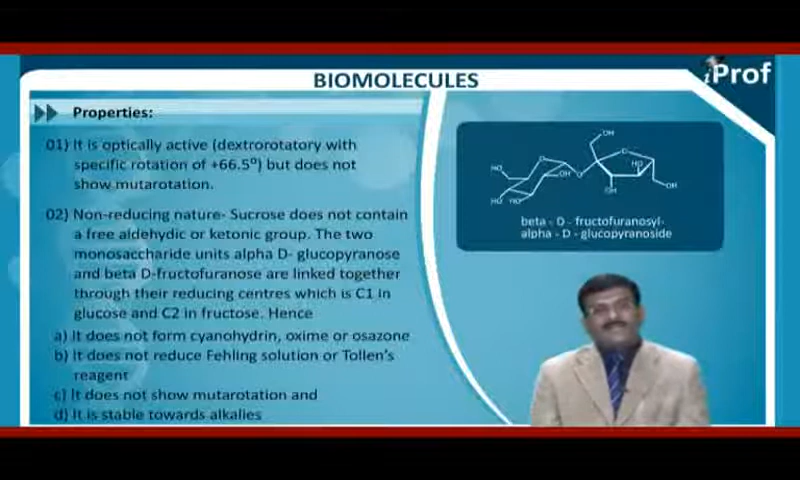 iProf
BIOMOLECULES
Properties:
01) It is optically active (dextrorotatory with
specific rotation of +66.5⁰) but does not
show mutarotation.
02) Non-reducing nature- Sucrose does not contain
a free aldehydic or ketonic group. The two
monosaccharide units alpha D- glucopyranose
and beta D-fructofuranose are linked together
through their reducing centres which is C1 in
glucose and C2 in fructose. Hence
a) It does not form cyanohydrin, oxime or osazone
b) It does not reduce Fehling solution or Tollen's
reagent
c) It does not show mutarotation and
d) It is stable towards alkalies
OH
HO
O
O
HO
OH
O
HO
HO
OH
OH
beta - D - fructofuranosyl-
alpha - D - glucopyranoside